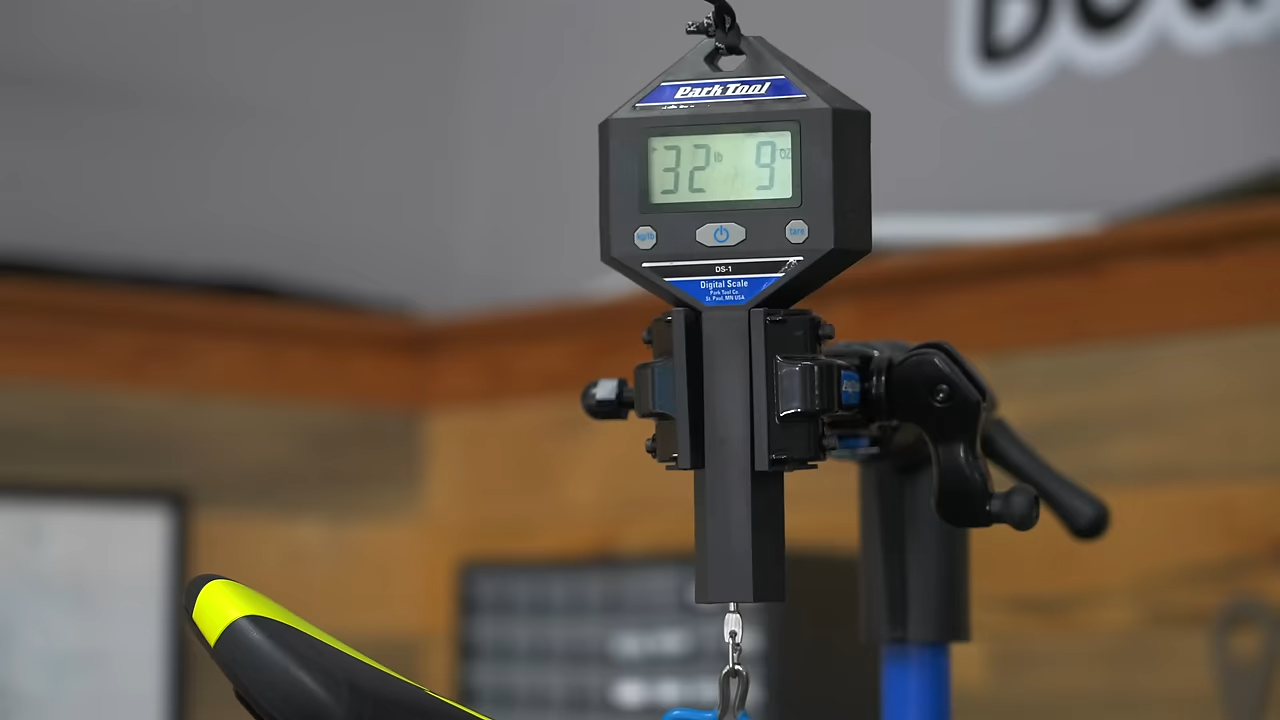 Park Tool
32 lb 9 oz
kg/lb
tare
DS-1
Digital Scale
Park Tool Co.
St. Paul, MN USA